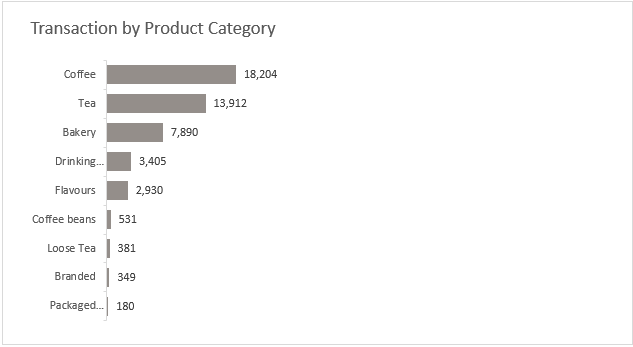 Transaction by Product Category
Coffee 18,204
Tea 13,912
Bakery 7,890
Drinking... 3,405
Flavours 2,930
Coffee beans 531
Loose Tea 381
Branded 349
Packaged... 180